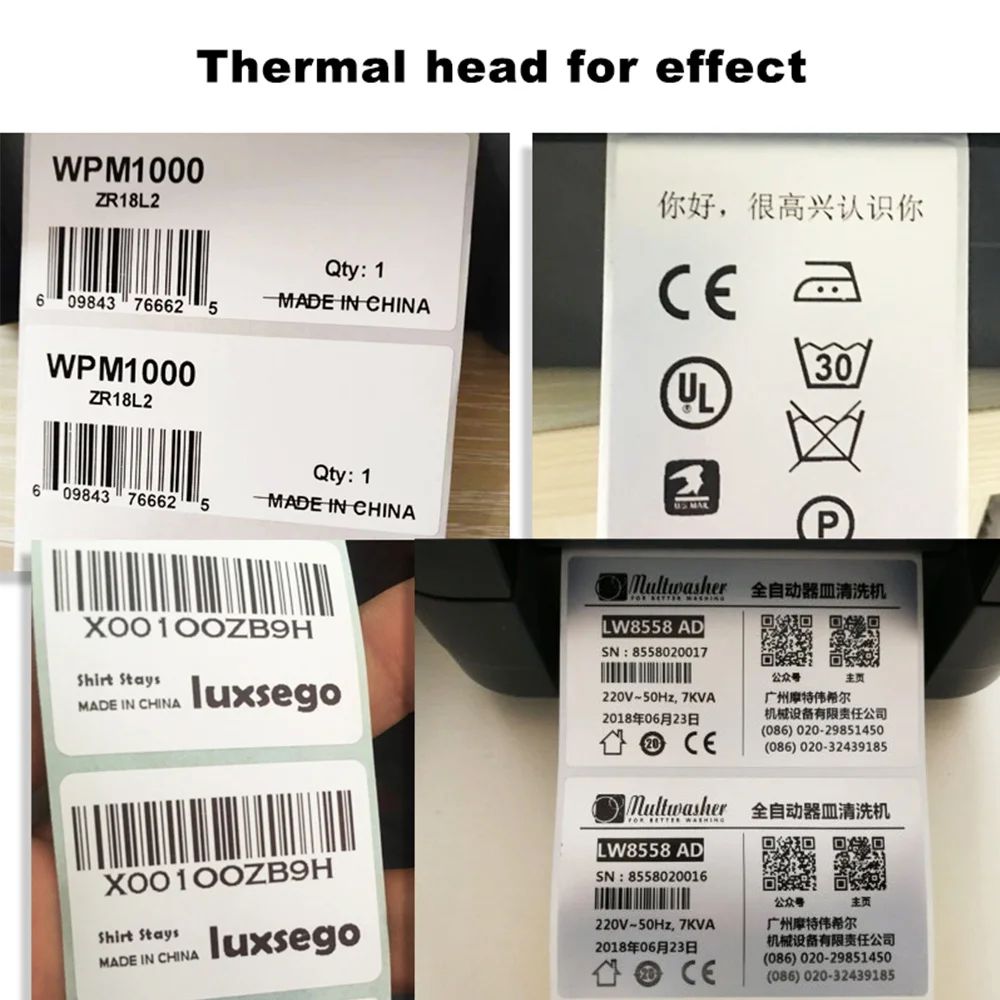 Thermal head for effect
WPM1000
ZR18L2
6 09843 76662 5
Qty: 1
MADE IN CHINA
WPM1000
ZR18L2
6 09843 76662 5
Qty: 1
MADE IN CHINA
你好，很高兴认识你
CE
UL
30
U.S. MAIL
P
X001OOZB9H
Shirt Stays
MADE IN CHINA
luxsego
X001OOZB9H
Shirt Stays
MADE IN CHINA
luxsego
Multwasher
FOR BETTER WASHING
全自动器皿清洗机
LW8558 AD
SN : 8558020017
220V~50Hz, 7KVA
2018年06月23日
20
CE
公众号
主页
广州摩特伟希尔
机械设备有限责任公司
(086) 020-29851450
(086) 020-32439185
Multwasher
FOR BETTER WASHING
全自动器皿清洗机
LW8558 AD
SN : 8558020016
220V~50Hz, 7KVA
2018年06月23日
20
CE
公众号
主页
广州摩特伟希尔
机械设备有限责任公司
(086) 020-29851450
(086) 020-32439185